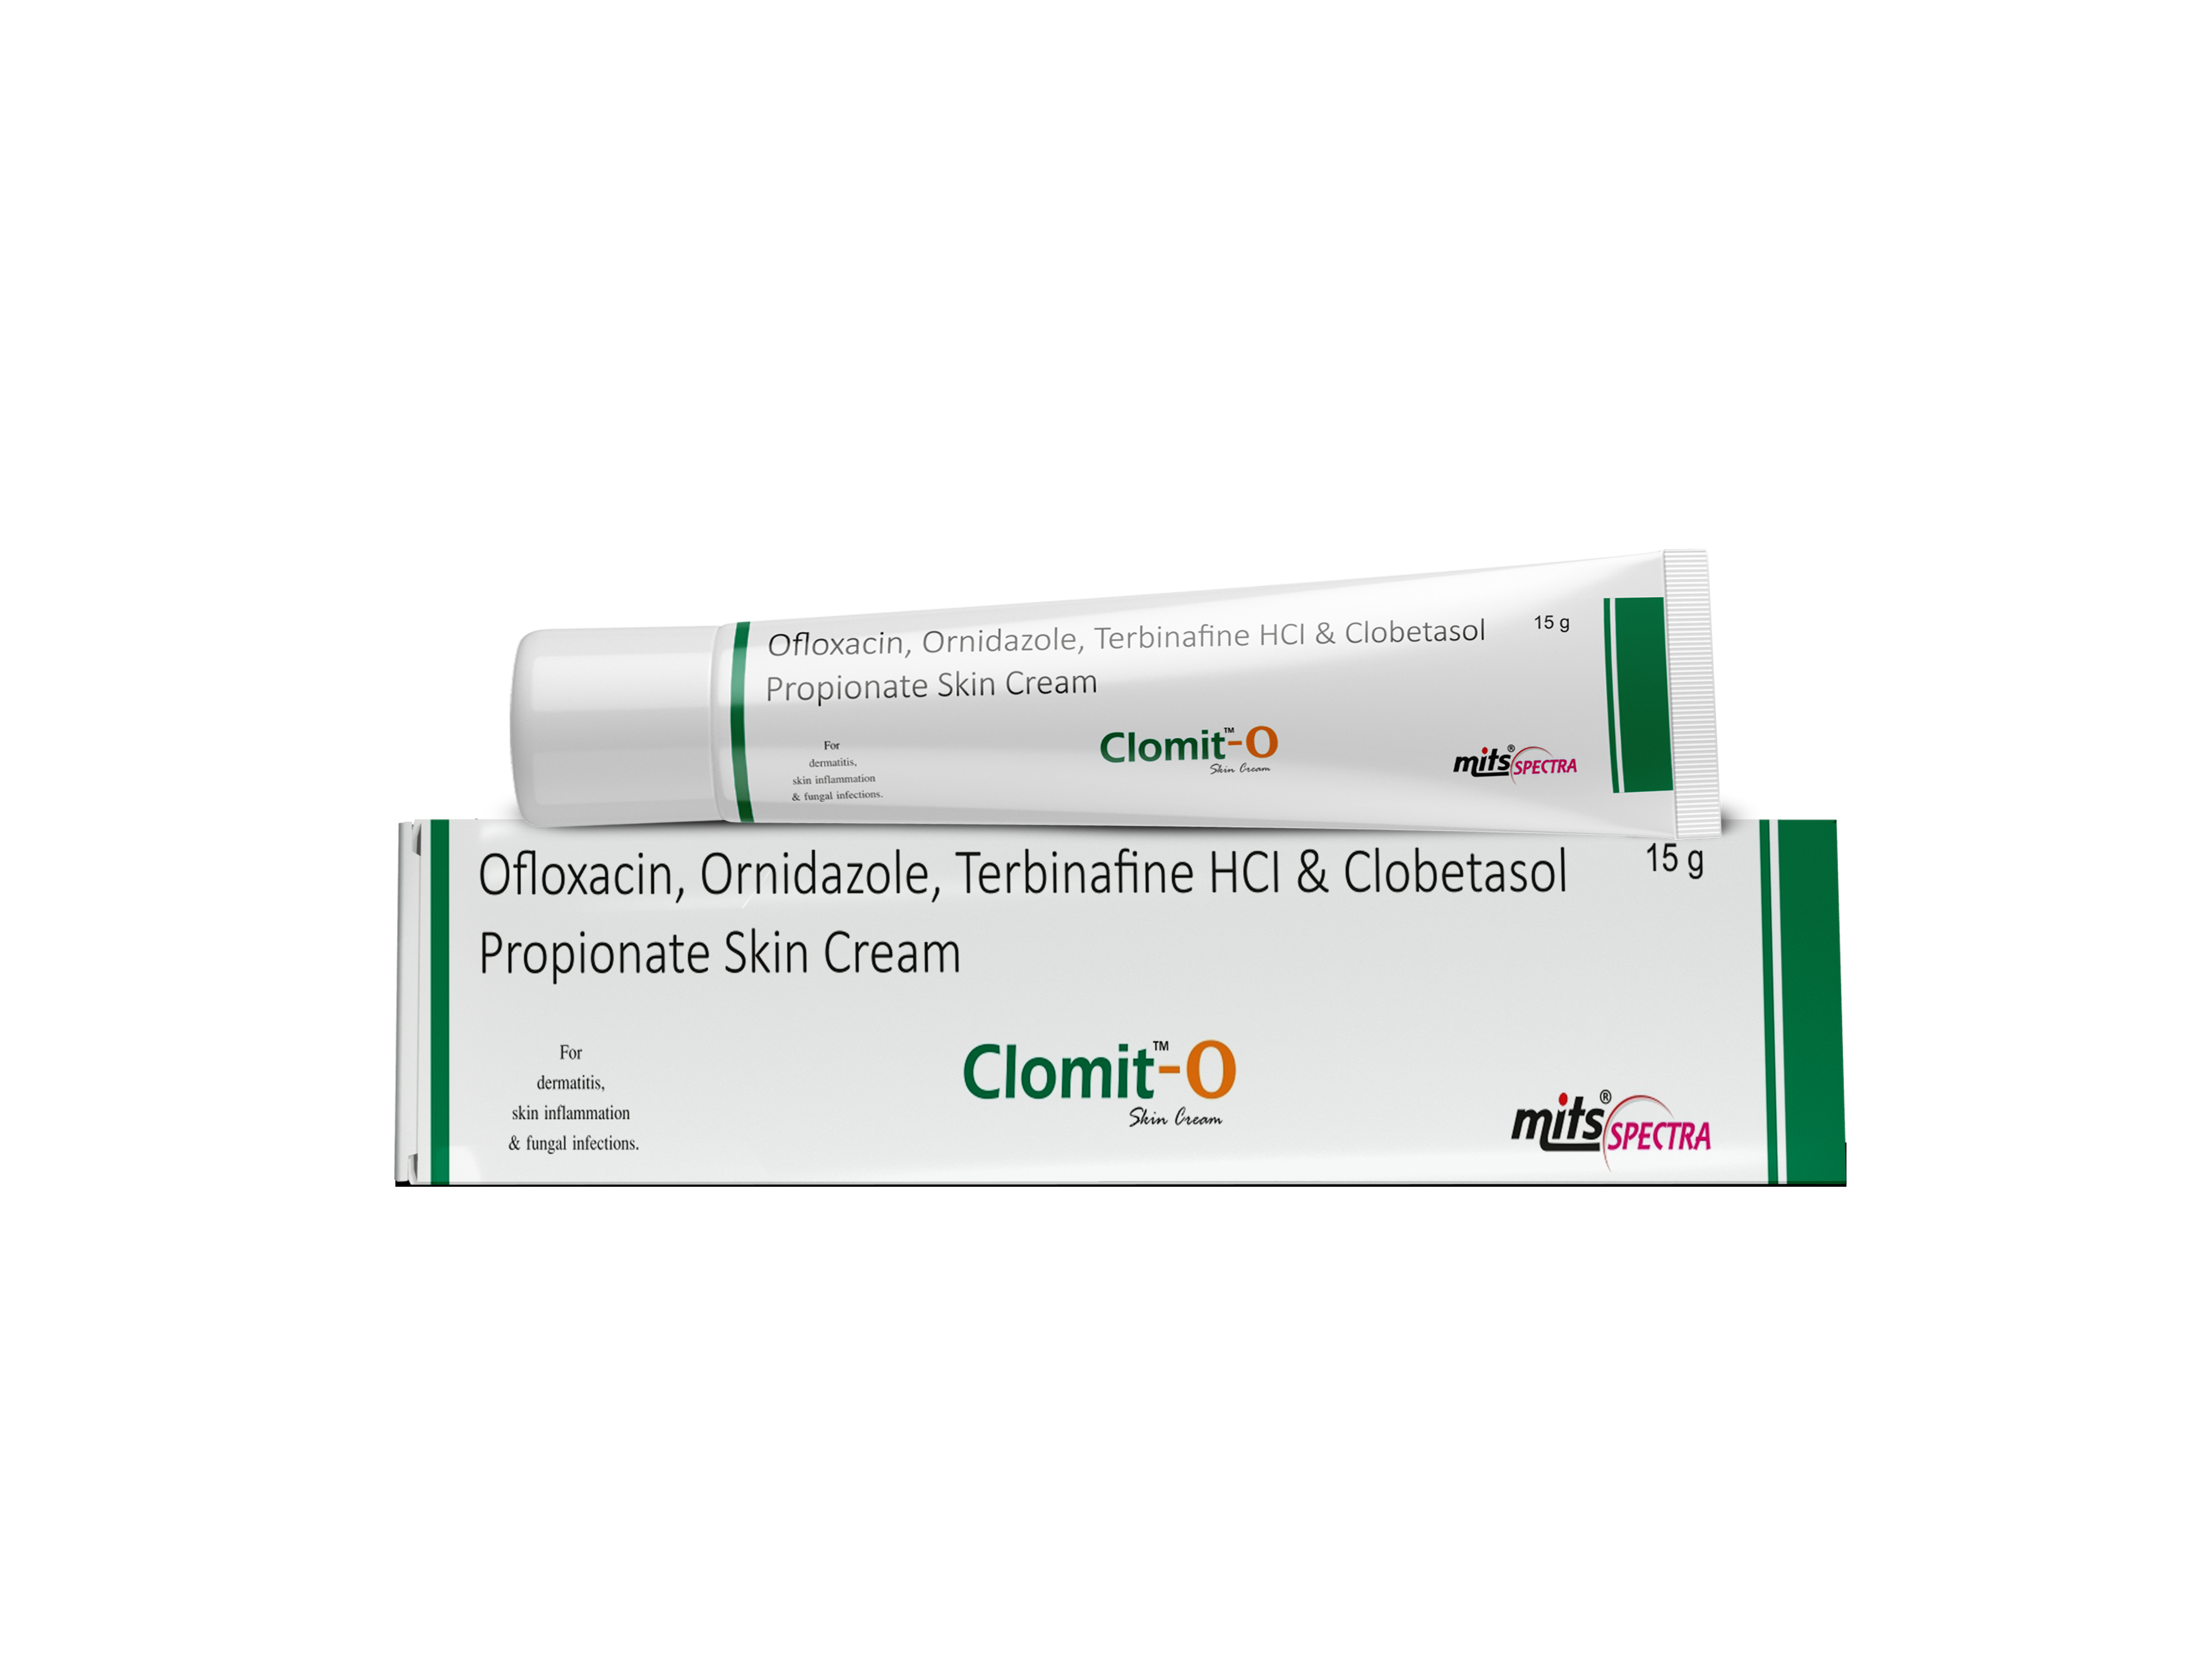 Ofloxacin, Ornidazole, Terbinafine HCl & Clobetasol
Propionate Skin Cream
15 g
For
dermatitis,
skin inflammation
& fungal infections.
Clomit™-O
Skin Cream
mits® SPECTRA
Ofloxacin, Ornidazole, Terbinafine HCl & Clobetasol
Propionate Skin Cream
15 g
For
dermatitis,
skin inflammation
& fungal infections.
Clomit™-O
Skin Cream
mits® SPECTRA